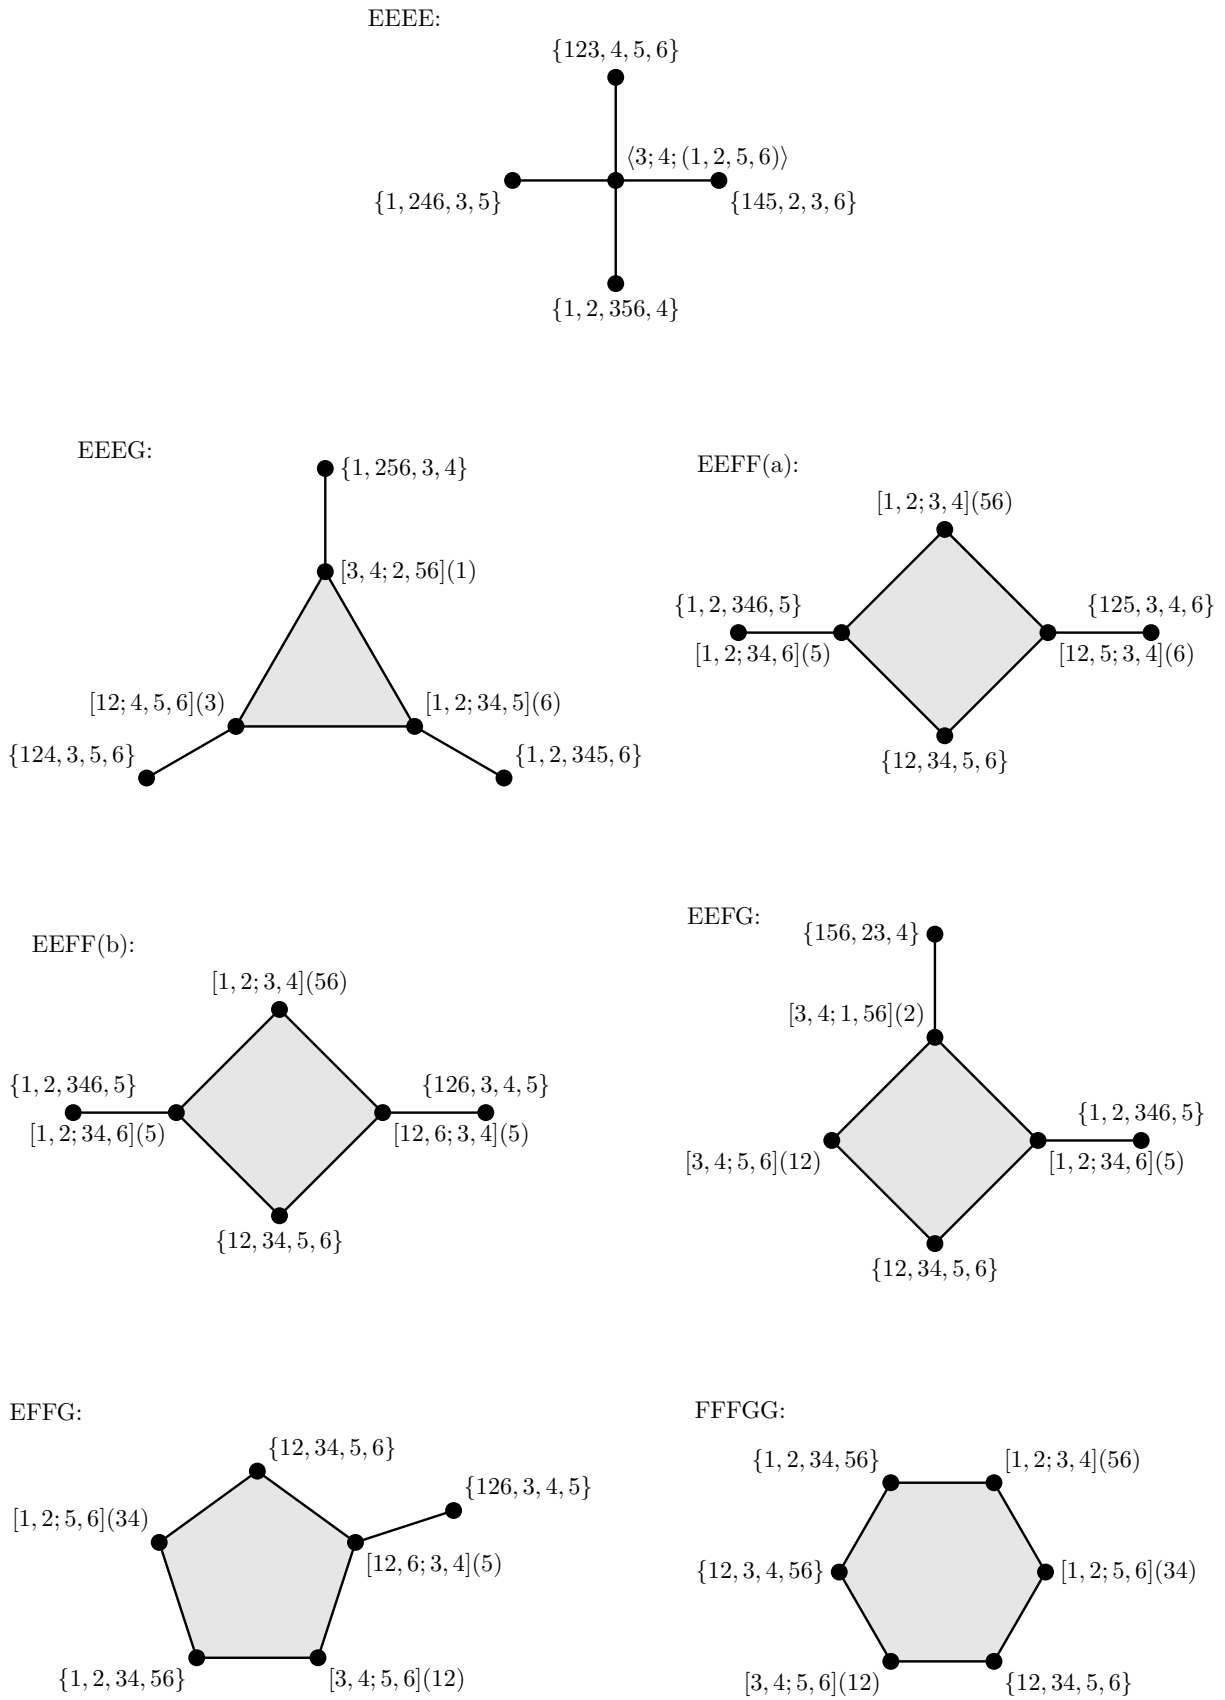 EEEE:
{123, 4, 5, 6}
⟨3; 4; (1, 2, 5, 6)⟩
{1, 246, 3, 5}
{145, 2, 3, 6}
{1, 2, 356, 4}
EEEG:
{1, 256, 3, 4}
[3, 4; 2, 56](1)
[12; 4, 5, 6](3)
[1, 2; 34, 5](6)
{124, 3, 5, 6}
{1, 2, 345, 6}
EEFF(a):
[1, 2; 3, 4](56)
{1, 2, 346, 5}
{125, 3, 4, 6}
[1, 2; 34, 6](5)
[12, 5; 3, 4](6)
{12, 34, 5, 6}
EEFF(b):
[1, 2; 3, 4](56)
{1, 2, 346, 5}
{126, 3, 4, 5}
[1, 2; 34, 6](5)
[12, 6; 3, 4](5)
{12, 34, 5, 6}
EEFG:
{156, 23, 4}
[3, 4; 1, 56](2)
{1, 2, 346, 5}
[3, 4; 5, 6](12)
[1, 2; 34, 6](5)
{12, 34, 5, 6}
EFFG:
{12, 34, 5, 6}
{126, 3, 4, 5}
[1, 2; 5, 6](34)
[12, 6; 3, 4](5)
{1, 2, 34, 56}
[3, 4; 5, 6](12)
FFFGG:
{1, 2, 34, 56}
[1, 2; 3, 4](56)
{12, 3, 4, 56}
[1, 2; 5, 6](34)
[3, 4; 5, 6](12)
{12, 34, 5, 6}